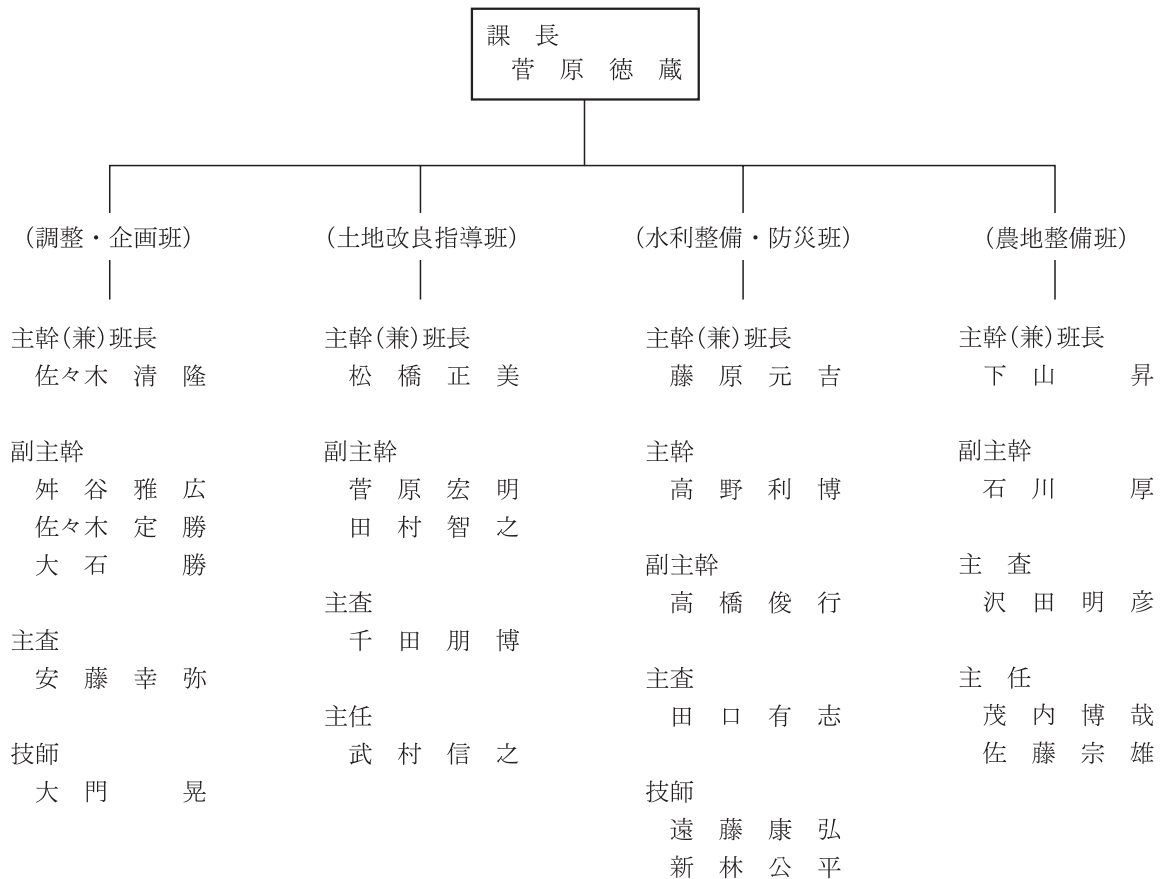 課　長
菅　原　徳　蔵
（調整・企画班）
主幹（兼）班長
佐々木　清　隆
副主幹
舛　谷　雅　広
佐々木　定　勝
大　石　　　勝
主査
安　藤　幸　弥
技師
大　門　　　晃
（土地改良指導班）
主幹（兼）班長
松　橋　正　美
副主幹
菅　原　宏　明
田　村　智　之
主査
千　田　朋　博
主任
武　村　信　之
（水利整備・防災班）
主幹（兼）班長
藤　原　元　吉
主幹
高　野　利　博
副主幹
高　橋　俊　行
主査
田　口　有　志
技師
遠　藤　康　弘
新　林　公　平
（農地整備班）
主幹（兼）班長
下　山　　　昇
副主幹
石　川　　　厚
主　査
沢　田　明　彦
主　任
茂　内　博　哉
佐　藤　宗　雄